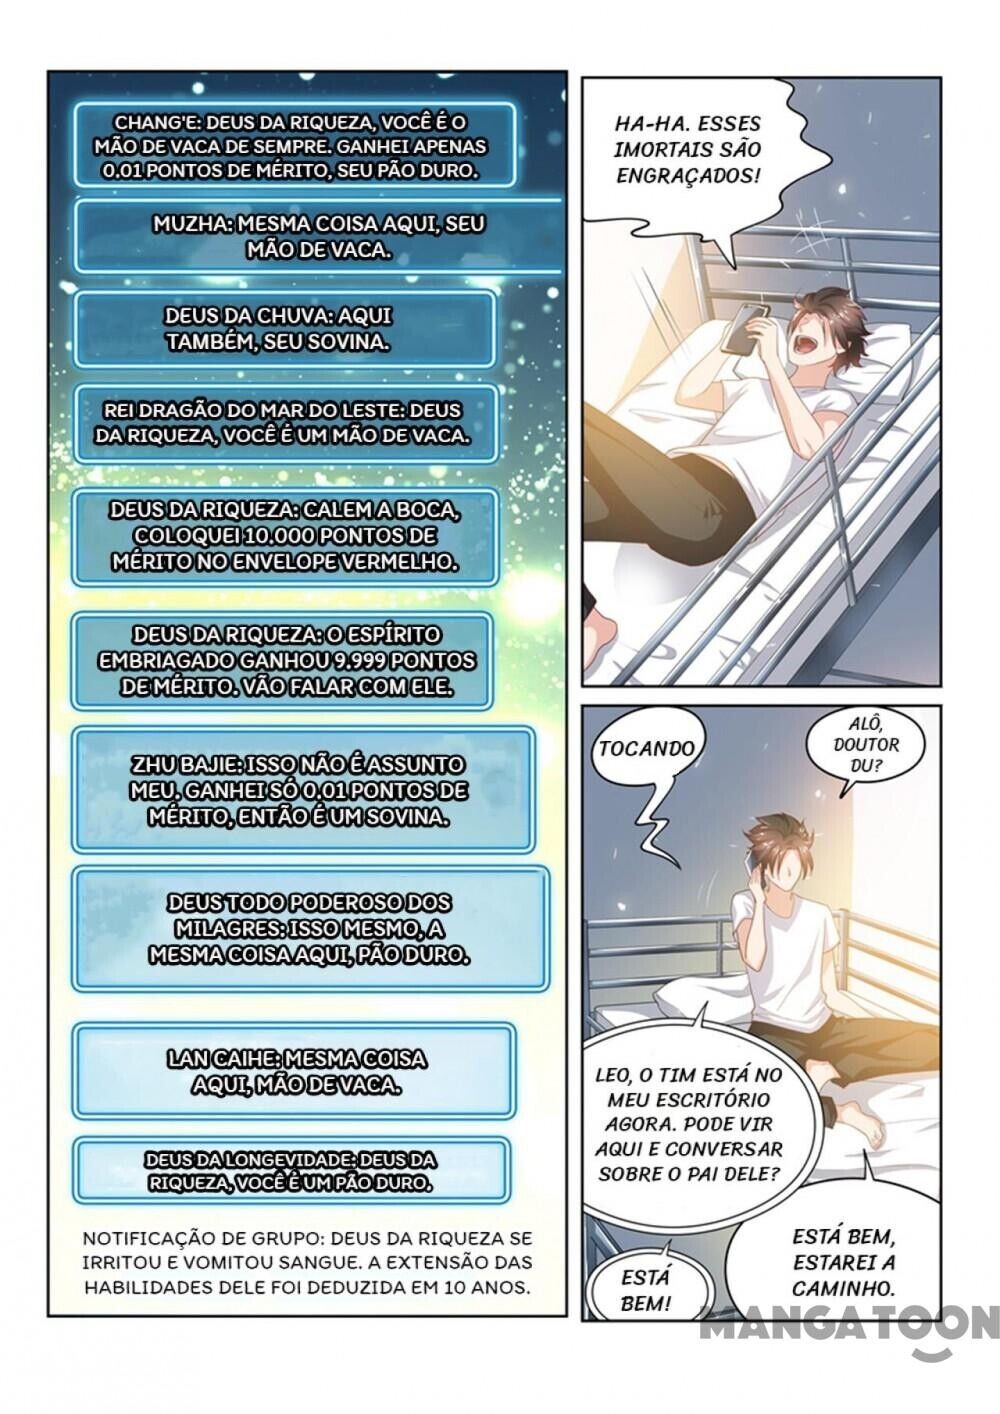 CHANG'E: DEUS DA RIQUEZA, VOCÊ É O
MÃO DE VACA DE SEMPRE. GANHEI APENAS
0.01 PONTOS DE MÉRITO, SEU PÃO DURO.
MUZHA: MESMA COISA AQUI, SEU
MÃO DE VACA.
DEUS DA CHUVA: AQUI
TAMBÉM, SEU SOVINA.
REI DRAGÃO DO MAR DO LESTE: DEUS
DA RIQUEZA, VOCÊ É UM MÃO DE VACA.
DEUS DA RIQUEZA: CALEM A BOCA,
COLOQUEI 10.000 PONTOS DE
MÉRITO NO ENVELOPE VERMELHO.
DEUS DA RIQUEZA: O ESPÍRITO
EMBRIAGADO GANHOU 9.999 PONTOS
DE MÉRITO. VÃO FALAR COM ELE.
ZHU BAJIE: ISSO NÃO É ASSUNTO
MEU. GANHEI SÓ 0.01 PONTOS DE
MÉRITO, ENTÃO É UM SOVINA.
DEUS TODO PODEROSO DOS
MILAGRES: ISSO MESMO, A
MESMA COISA AQUI, PÃO DURO.
LAN CAIHE: MESMA COISA
AQUI, MÃO DE VACA.
DEUS DA LONGEVIDADE: DEUS DA
RIQUEZA, VOCÊ É UM PÃO DURO.
NOTIFICAÇÃO DE GRUPO: DEUS DA RIQUEZA SE
IRRITOU E VOMITOU SANGUE. A EXTENSÃO DAS
HABILIDADES DELE FOI DEDUZIDA EM 10 ANOS.
HA-HA. ESSES
IMORTAIS SÃO
ENGRAÇADOS!
TOCANDO
ALÔ,
DOUTOR
DU?
LEO, O TIM ESTÁ NO
MEU ESCRITÓRIO
AGORA. PODE VIR
AQUI E CONVERSAR
SOBRE O PAI DELE?
ESTÁ BEM,
ESTAREI A
CAMINHO.
ESTÁ
BEM!
MANGATOON